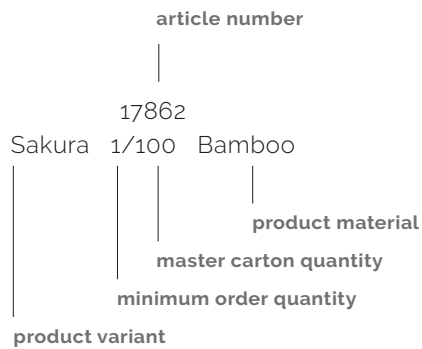 article number
17862
Sakura 1/100 Bamboo
product material
master carton quantity
minimum order quantity
product variant